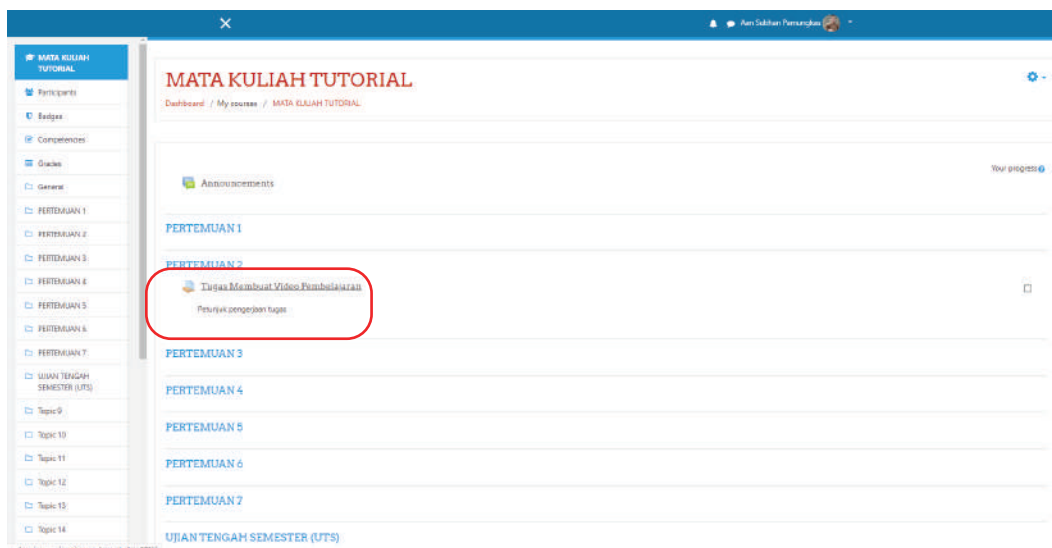 Aan Subhan Pamungkas
MATA KULIAH
TUTORIAL
Participants
Badges
Competencies
Grades
General
PERTEMUAN 1
PERTEMUAN 2
PERTEMUAN 3
PERTEMUAN 4
PERTEMUAN 5
PERTEMUAN 6
PERTEMUAN 7
UJIAN TENGAH
SEMESTER (UTS)
Topic 9
Topic 10
Topic 11
Topic 12
Topic 13
Topic 14
MATA KULIAH TUTORIAL
Dashboard / My courses / MATA KULIAH TUTORIAL
Your progress
Announcements
PERTEMUAN 1
PERTEMUAN 2
Tugas Membuat Video Pembelajaran
Petunjuk pengerjaan tugas
PERTEMUAN 3
PERTEMUAN 4
PERTEMUAN 5
PERTEMUAN 6
PERTEMUAN 7
UJIAN TENGAH SEMESTER (UTS)